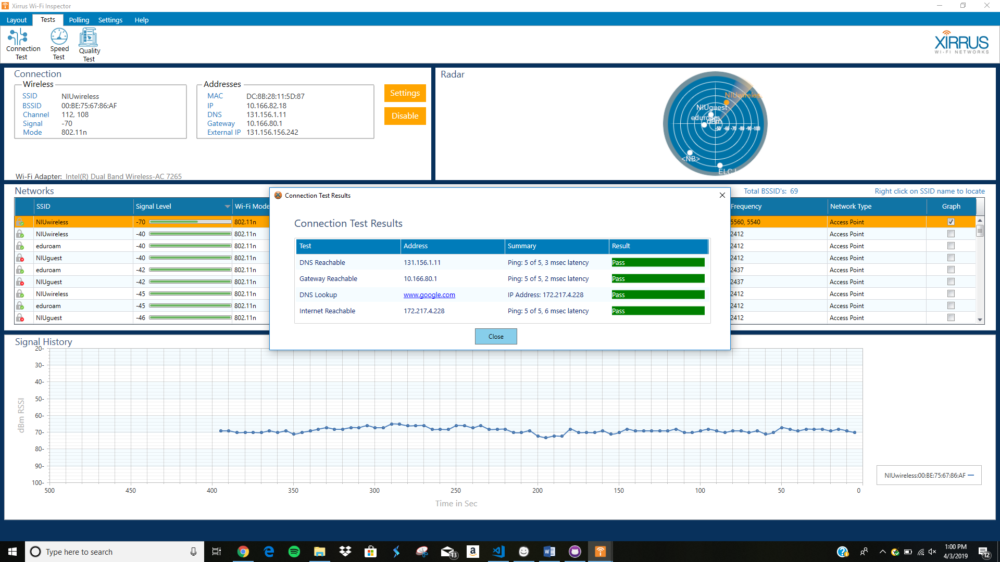 Xirrus Wi-Fi Inspector
Layout Tests Polling Settings Help
Connection Test
Speed Test
Quality Test
XIRRUS
WI-FI NETWORKS
Connection
Wireless
SSID NIUwireless
BSSID 00:BE:75:67:86:AF
Channel 112, 108
Signal -70
Mode 802.11n
Addresses
MAC DC:8B:28:11:5D:87
IP 10.166.82.18
DNS 131.156.1.11
Gateway 10.166.80.1
External IP 131.156.156.242
Settings
Disable
Wi-Fi Adapter: Intel(R) Dual Band Wireless-AC 7265
Radar
NIUwireles
NIUguest
eduroam
dBm
-50 -60 -70 -80 -90 -100
<NB>
ELC
Networks
Total BSSID's: 69
Right click on SSID name to locate
SSID Signal Level Wi-Fi Mode Frequency Network Type Graph
NIUwireless -70 802.11n 5560, 5540 Access Point
NIUwireless -40 802.11n 2412 Access Point
eduroam -40 802.11n 2412 Access Point
NIUguest -40 802.11n 2412 Access Point
eduroam -42 802.11n 2437 Access Point
NIUguest -42 802.11n 2437 Access Point
NIUwireless -45 802.11n 2412 Access Point
eduroam -45 802.11n 2412 Access Point
NIUguest -46 802.11n 2412 Access Point
Connection Test Results
Connection Test Results
Test Address Summary Result
DNS Reachable 131.156.1.11 Ping: 5 of 5, 3 msec latency Pass
Gateway Reachable 10.166.80.1 Ping: 5 of 5, 2 msec latency Pass
DNS Lookup www.google.com IP Address: 172.217.4.228 Pass
Internet Reachable 172.217.4.228 Ping: 5 of 5, 6 msec latency Pass
Close
Signal History
20-
30-
40-
50-
60-
70-
80-
90-
100-
dBm RSSI
500 450 400 350 300 250 200 150 100 50 0
Time in Sec
NIUwireless:00:BE:75:67:86:AF
Type here to search
13
1:00 PM
4/3/2019
12